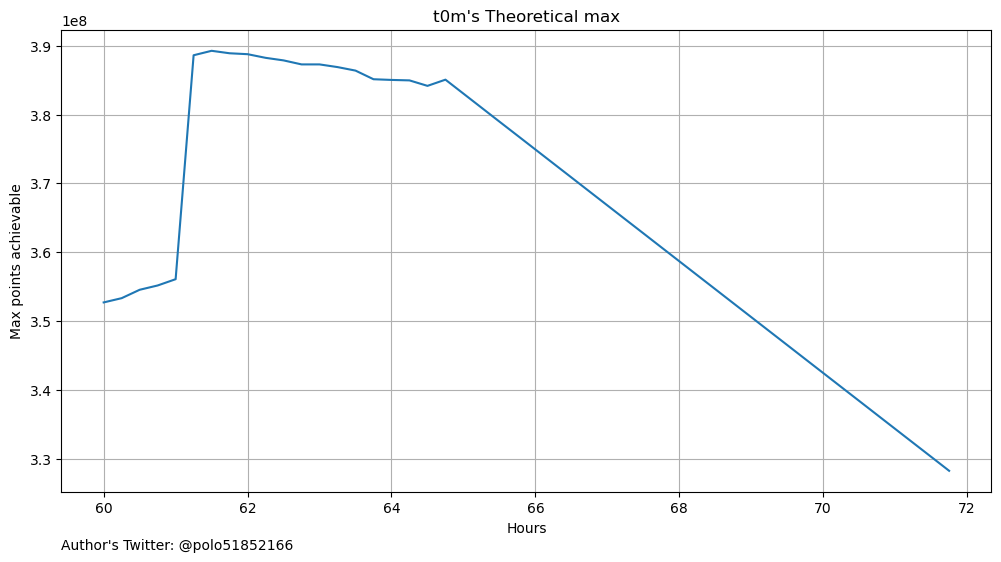 t0m's Theoretical max
1e8
3.9
3.8
3.7
3.6
3.5
3.4
3.3
Max points achievable
60 62 64 66 68 70 72
Hours
Author's Twitter: @polo51852166